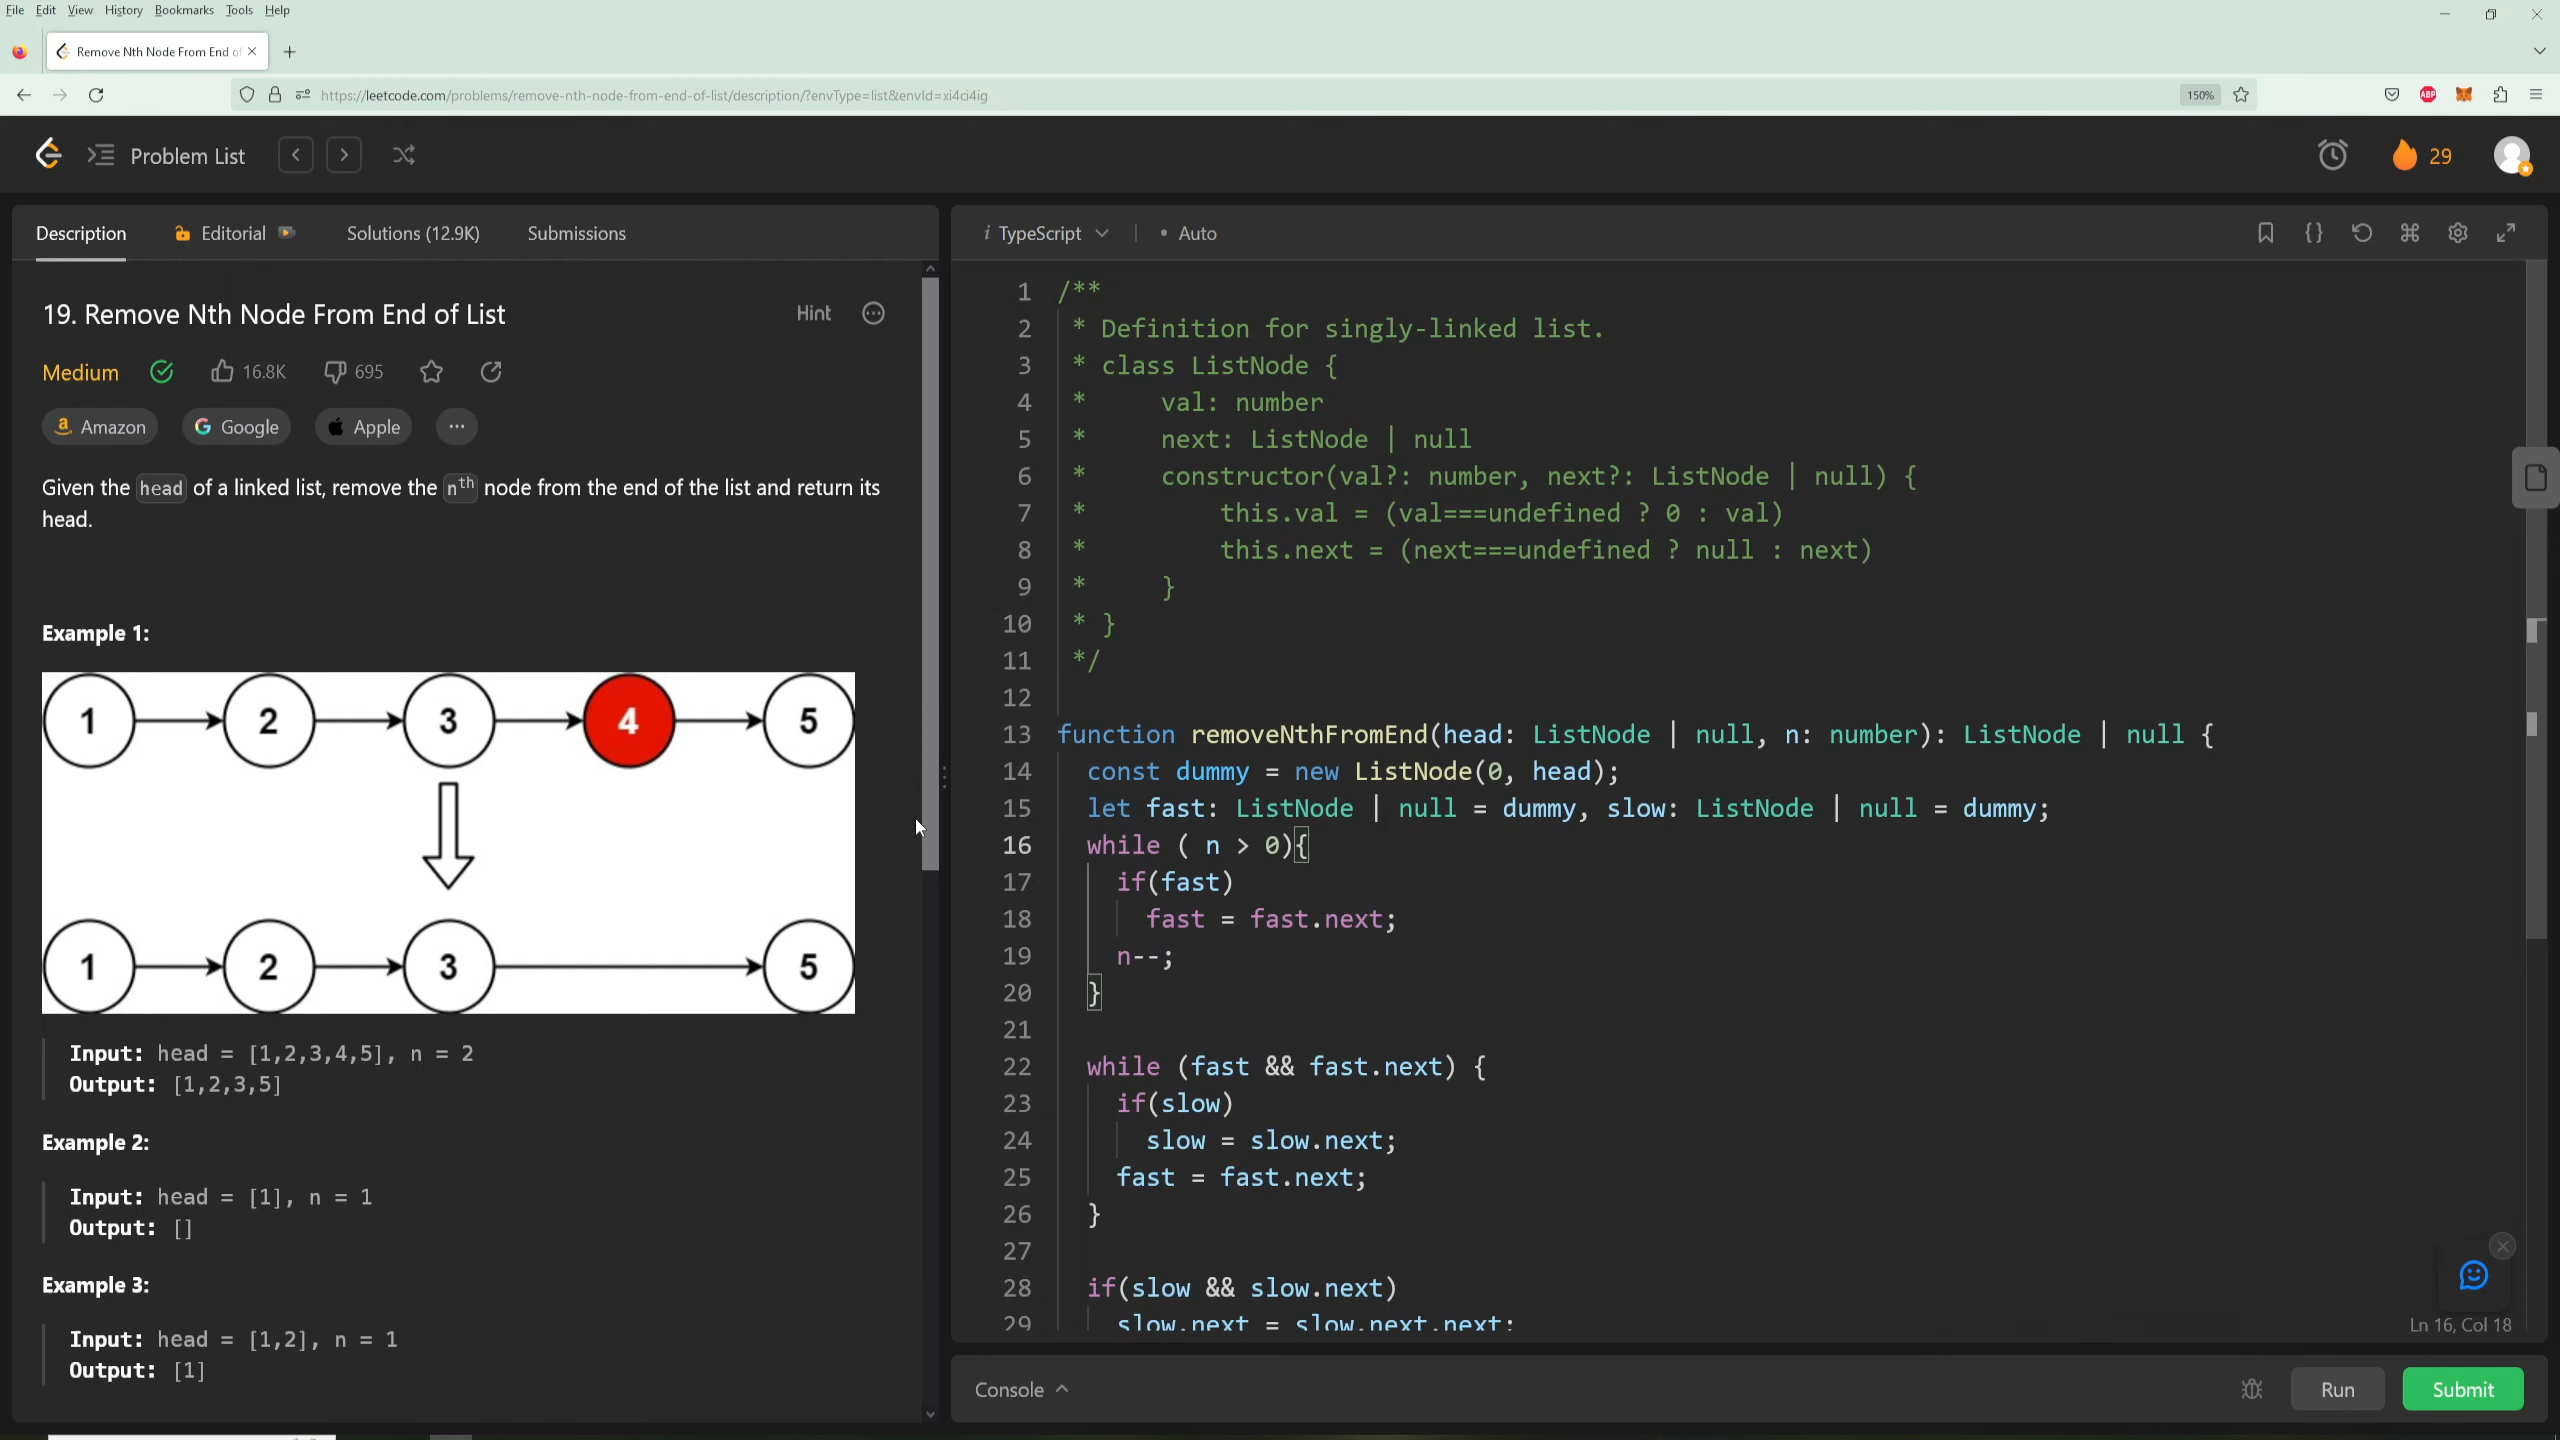 File Edit View History Bookmarks Tools Help
Remove Nth Node From End of
https://leetcode.com/problems/remove-nth-node-from-end-of-list/description/?envType=list&envId=xi4ci4ig
150%
ABP
Problem List
29
Description Editorial Solutions (12.9K) Submissions
19. Remove Nth Node From End of List
Hint
Medium 16.8K 695
Amazon Google Apple
Given the head of a linked list, remove the nth node from the end of the list and return its
head.
Example 1:
1 2 3 4 5
1 2 3 5
Input: head = [1,2,3,4,5], n = 2
Output: [1,2,3,5]
Example 2:
Input: head = [1], n = 1
Output: []
Example 3:
Input: head = [1,2], n = 1
Output: [1]
i TypeScript • Auto
1 /**
2 * Definition for singly-linked list.
3 * class ListNode {
4 *     val: number
5 *     next: ListNode | null
6 *     constructor(val?: number, next?: ListNode | null) {
7 *         this.val = (val===undefined ? 0 : val)
8 *         this.next = (next===undefined ? null : next)
9 *     }
10 * }
11 */
12
13 function removeNthFromEnd(head: ListNode | null, n: number): ListNode | null {
14   const dummy = new ListNode(0, head);
15   let fast: ListNode | null = dummy, slow: ListNode | null = dummy;
16   while ( n > 0){
17     if(fast)
18       fast = fast.next;
19     n--;
20   }
21
22   while (fast && fast.next) {
23     if(slow)
24       slow = slow.next;
25     fast = fast.next;
26   }
27
28   if(slow && slow.next)
29     slow.next = slow.next.next;
Ln 16, Col 18
Console
Run
Submit